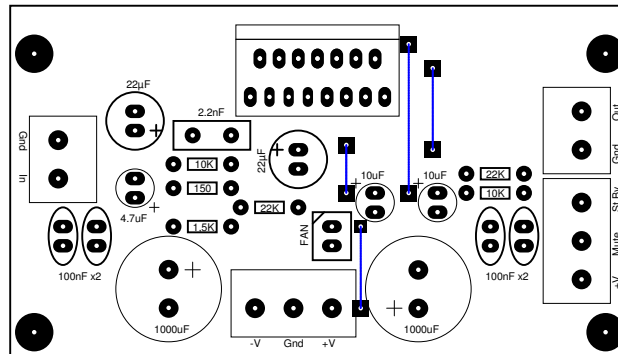 22µF
2.2nF
Gnd
In
10K
150
22µF
10uF
10uF
22K
10K
Out
Gnd
4.7uF
22K
1.5K
FAN
St.By
Mute
+V
100nF x2
100nF x2
1000uF
1000uF
-V Gnd +V